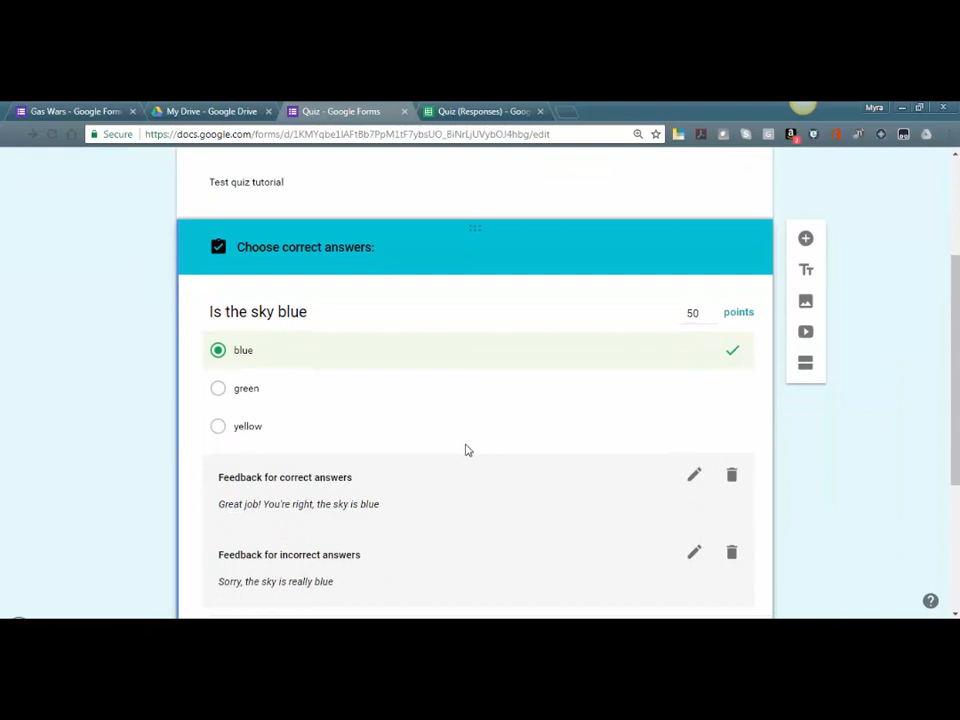 Gas Wars - Google Form
My Drive - Google Drive
Quiz - Google Forms
Quiz (Responses) - Goog
Myra
Secure
https://docs.google.com/forms/d/1KMYqbe1lAFtBb7PpM1tF7ybsUO_BiNrLjUVybOJ4hbg/edit
Test quiz tutorial
Choose correct answers:
Is the sky blue
50 points
blue
green
yellow
Feedback for correct answers
Great job! You're right, the sky is blue
Feedback for incorrect answers
Sorry, the sky is really blue